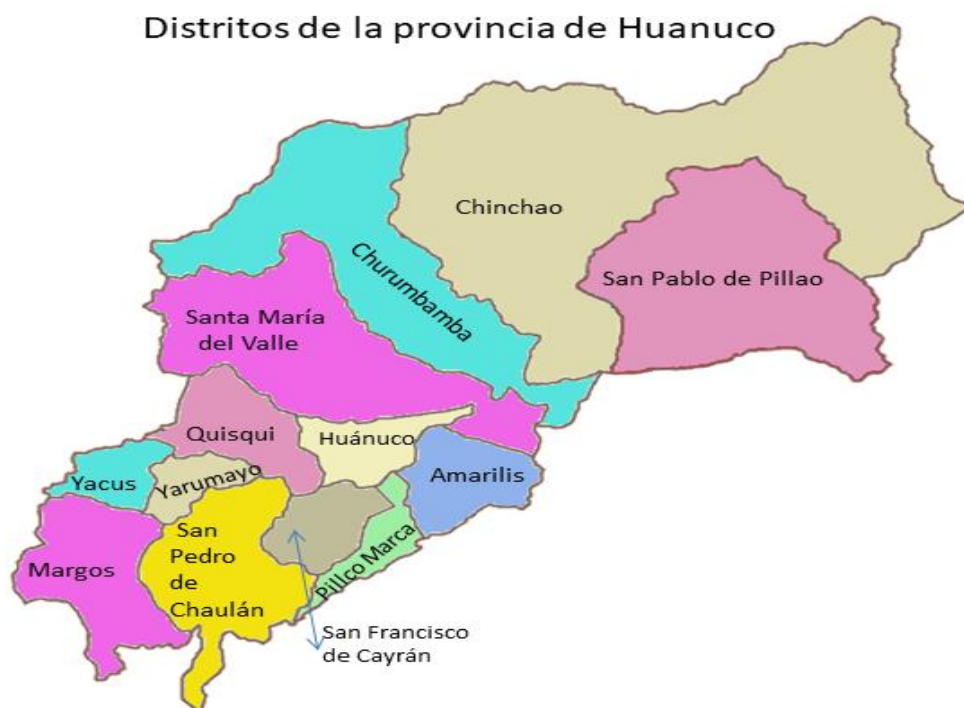 Distritos de la provincia de Huanuco
Chinchao
Churumbamba
San Pablo de Pillao
Santa María
del Valle
Quisqui
Huánuco
Yacus
Yarumayo
Amarilis
San
Pedro
de
Chaulán
Margos
Pillco Marca
San Francisco
de Cayrán